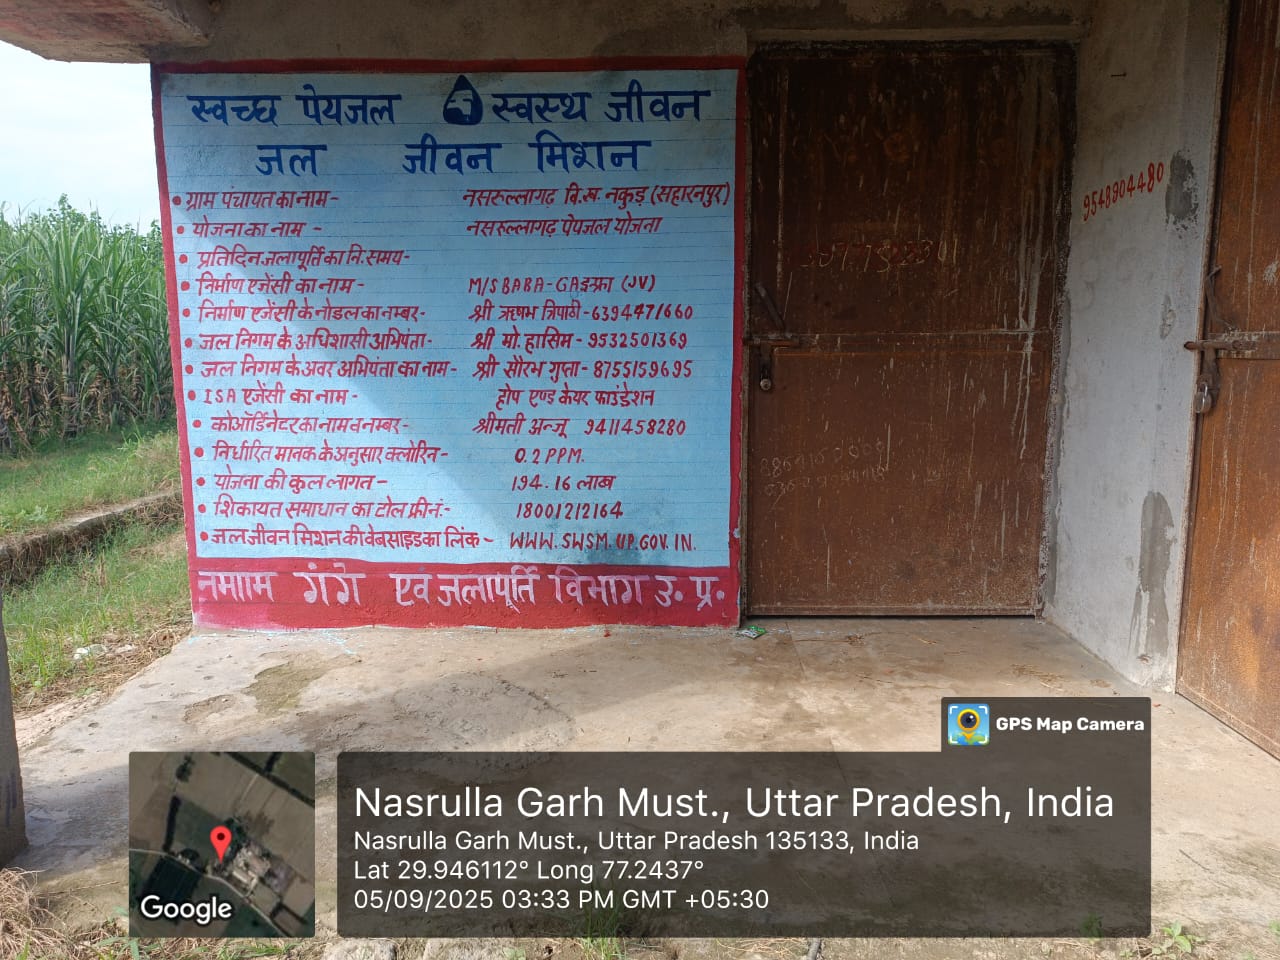 स्वच्छ पेयजल स्वस्थ जीवन
जल जीवन मिशन
• ग्राम पंचायत का नाम - नसरुल्लागढ़ वि.ख. नकुड़ (सहारनपुर)
• योजना का नाम - नसरुल्लागढ़ पेयजल योजना
• प्रतिदिन जलापूर्ति का नि. समय-
• निर्माण एजेंसी का नाम - M/S BABA-GA इन्फ्रा (JV)
• निर्माण एजेंसी के नोडल का नम्बर- श्री ऋषभ त्रिपाठी - 6394471660
• जल निगम के अधिशासी अभियंता- श्री मो. हासिम - 9532501369
• जल निगम के अवर अभियंता का नाम - श्री सौरभ गुप्ता - 8755159695
• ISA एजेंसी का नाम - होप एण्ड केयर फाउंडेशन
• कोऑर्डिनेटर का नाम व नम्बर- श्रीमती अन्जू 9411458280
• निर्धारित मानक के अनुसार क्लोरिन - 0.2 PPM.
• योजना की कुल लागत - 194.16 लाख
• शिकायत समाधान का टोल फ्री नं:- 18001212164
• जल जीवन मिशन की वेबसाइड का लिंक - WWW.SWSM.UP.GOV.IN.
नमामि गंगे एवं जलापूर्ति विभाग उ. प्र.
9548904480
GPS Map Camera
Nasrulla Garh Must., Uttar Pradesh, India
Nasrulla Garh Must., Uttar Pradesh 135133, India
Lat 29.946112° Long 77.2437°
05/09/2025 03:33 PM GMT +05:30
Google